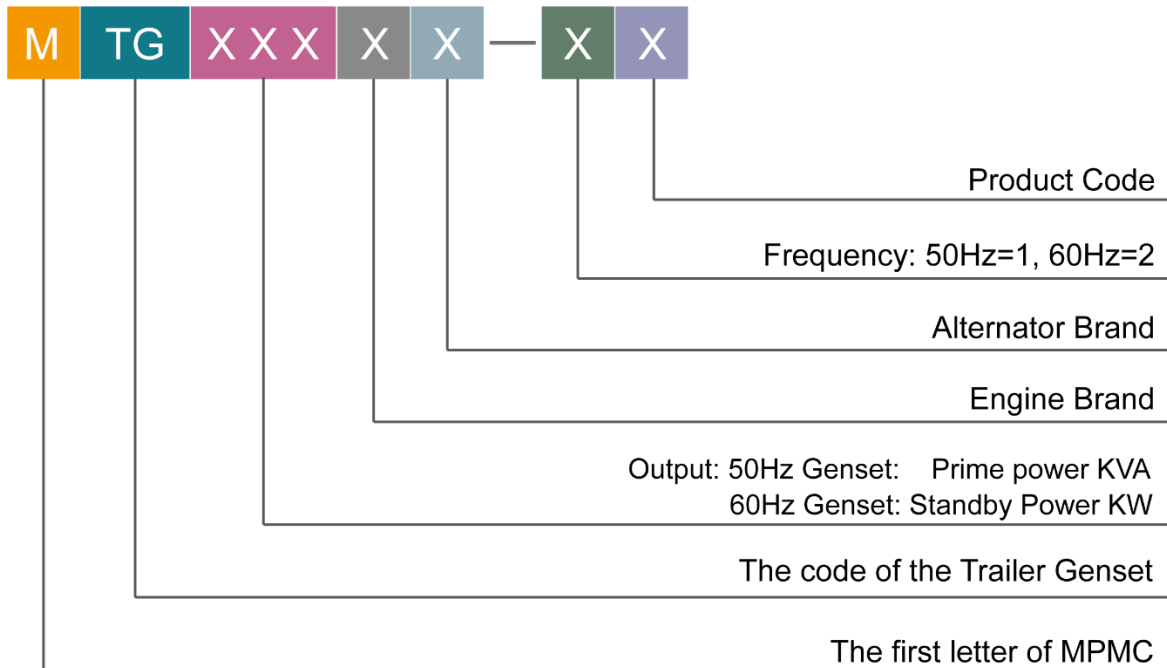 M TG X X X X X — X X
Product Code
Frequency: 50Hz=1, 60Hz=2
Alternator Brand
Engine Brand
Output: 50Hz Genset: Prime power KVA
60Hz Genset: Standby Power KW
The code of the Trailer Genset
The first letter of MPMC